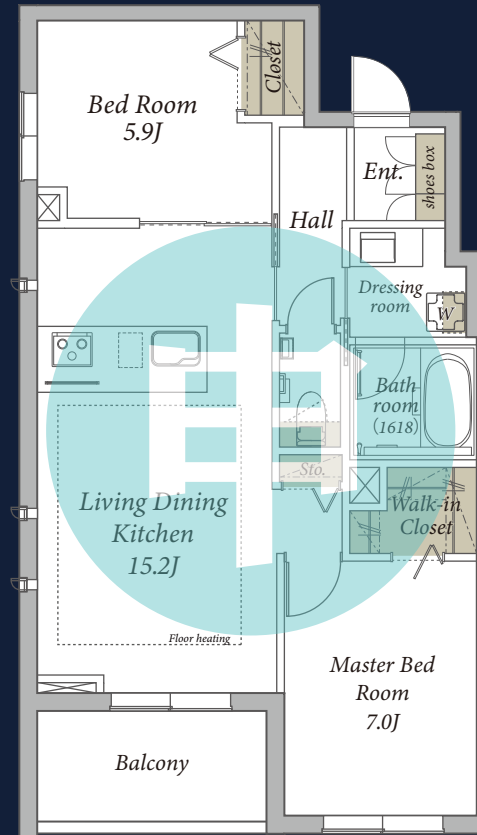 Closet
Bed Room
5.9J
Ent.
shoes box
Hall
Dressing
room
W
Bath
room
(1618)
Sto.
Living Dining
Kitchen
15.2J
Walk-in
Closet
Floor heating
Master Bed
Room
7.0J
Balcony